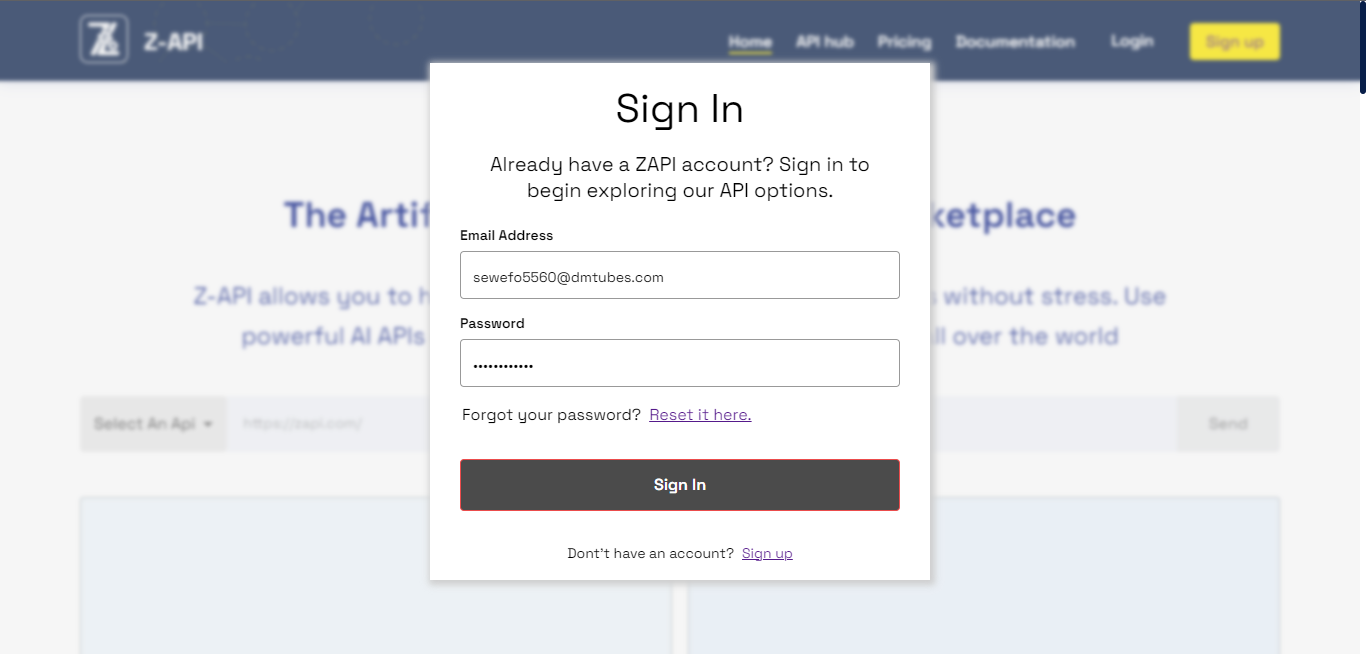 Z-API
Home API hub Pricing Documentation Login Sign up
Sign In
Already have a ZAPI account? Sign in to
begin exploring our API options.
The Artif
ketplace
Email Address
sewefo5560@dmtubes.com
Z-API allows you to h
without stress. Use
Password
powerful AI APIs
ll over the world
••••••••••••
Forgot your password? Reset it here.
Select An Api
https://zapi.com/
Send
Sign In
Don't have an account? Sign up